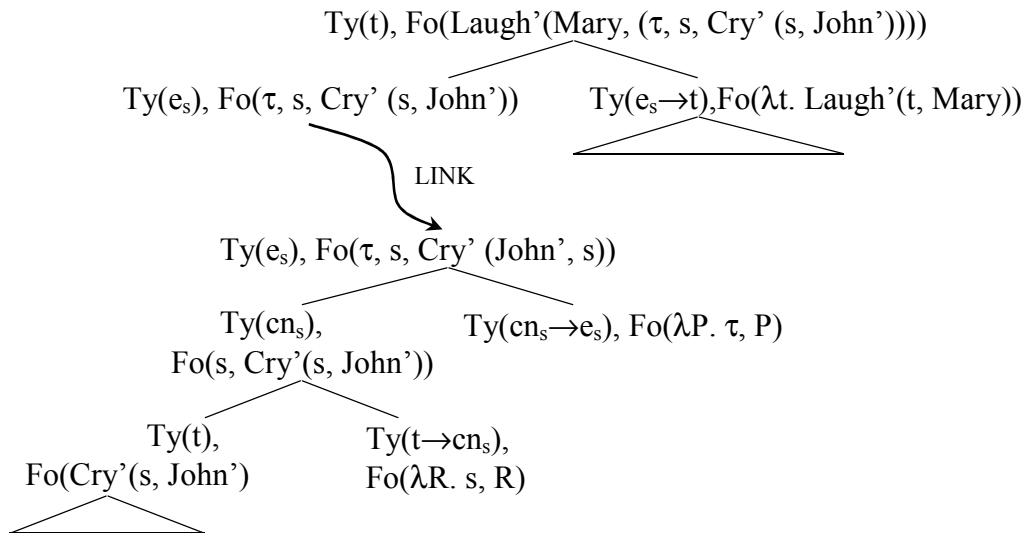 Ty(t), Fo(Laugh’(Mary, (τ, s, Cry’ (s, John’))))
Ty(eₛ), Fo(τ, s, Cry’ (s, John’)) Ty(eₛ→t),Fo(λt. Laugh’(t, Mary))
LINK
Ty(eₛ), Fo(τ, s, Cry’ (John’, s))
Ty(cnₛ), Ty(cnₛ→eₛ), Fo(λP. τ, P)
Fo(s, Cry’(s, John’))
Ty(t), Ty(t→cnₛ),
Fo(Cry’(s, John’) Fo(λR. s, R)